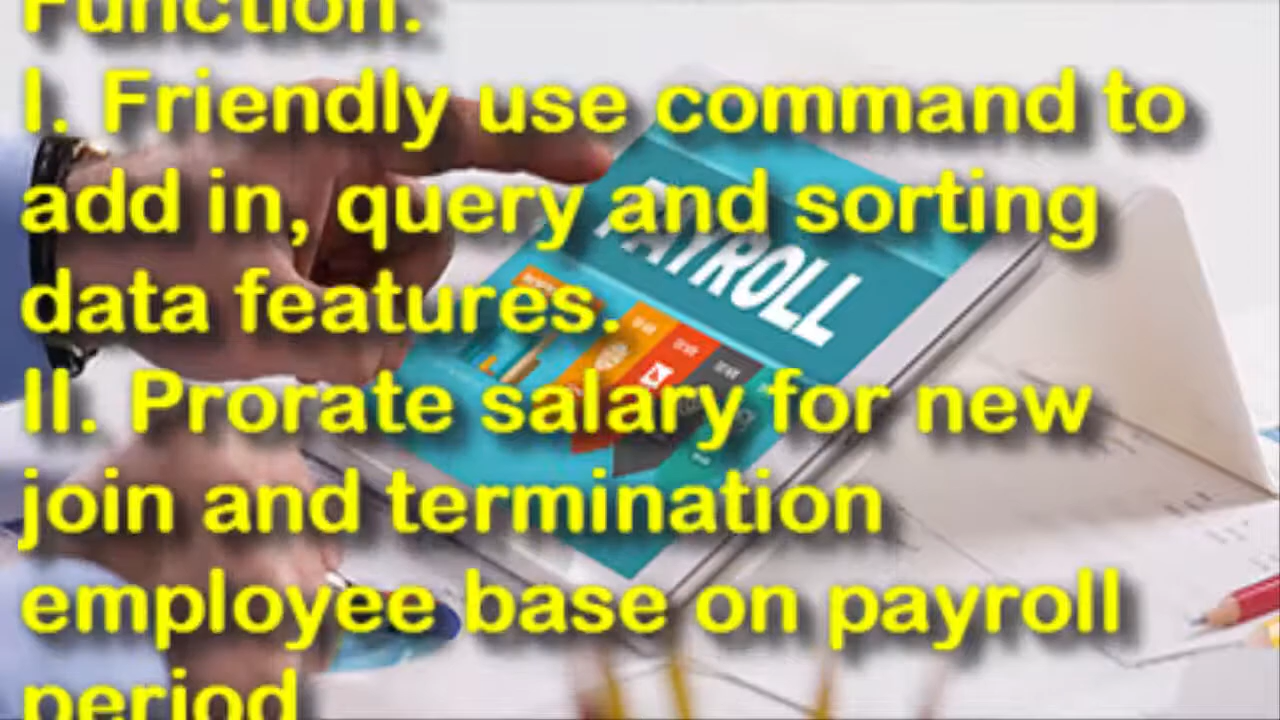 Function.
I. Friendly use command to
add in, query and sorting
data features.
II. Prorate salary for new
join and termination
employee base on payroll
period
PAYROLL